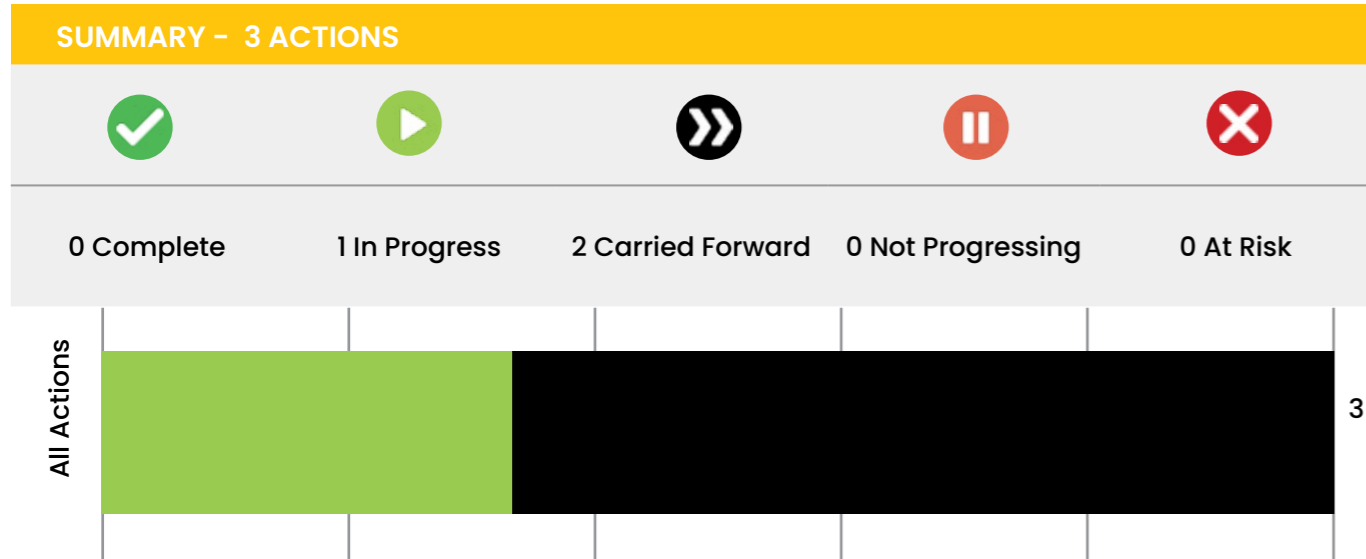 SUMMARY - 3 ACTIONS
0 Complete
1 In Progress
2 Carried Forward
0 Not Progressing
0 At Risk
All Actions
3